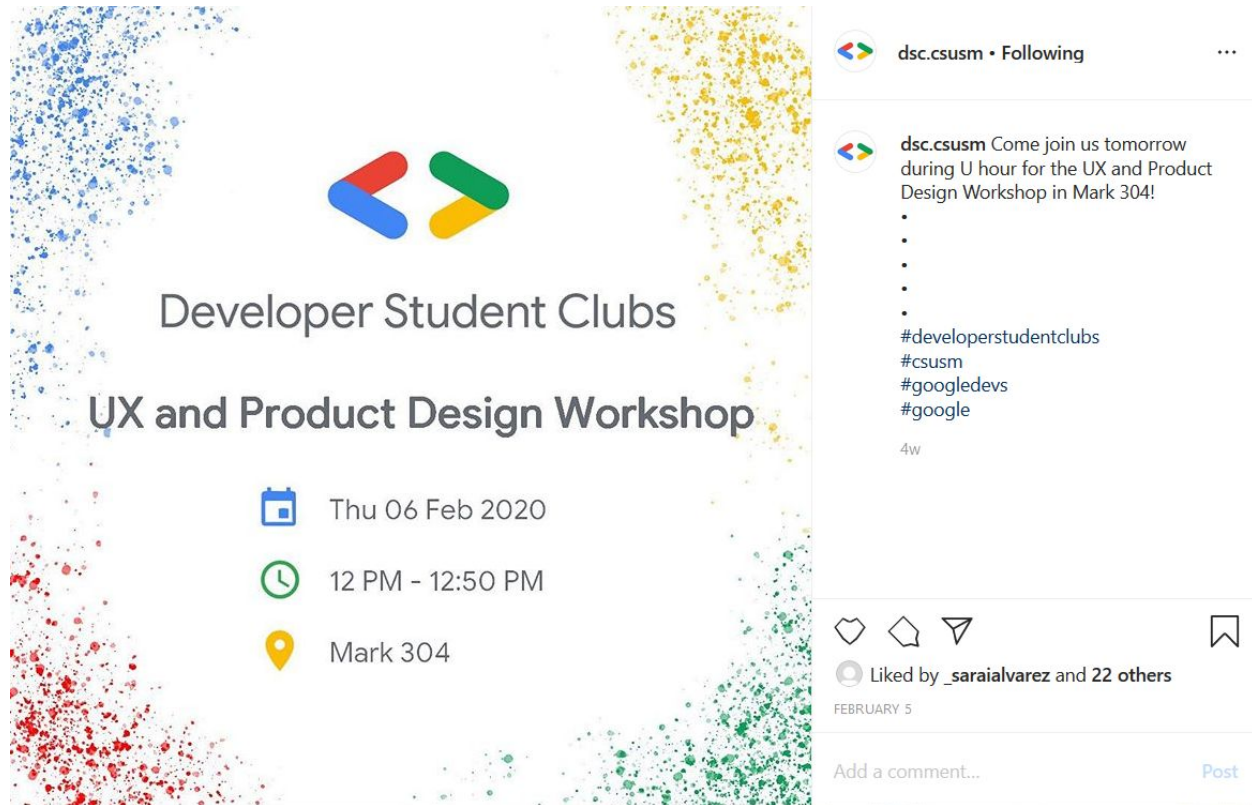 Developer Student Clubs
UX and Product Design Workshop
Thu 06 Feb 2020
12 PM - 12:50 PM
Mark 304
dsc.csusm • Following
dsc.csusm Come join us tomorrow
during U hour for the UX and Product
Design Workshop in Mark 304!
•
•
•
•
•
#developerstudentclubs
#csusm
#googledevs
#google
4w
Liked by _saraialvarez and 22 others
FEBRUARY 5
Add a comment...
Post